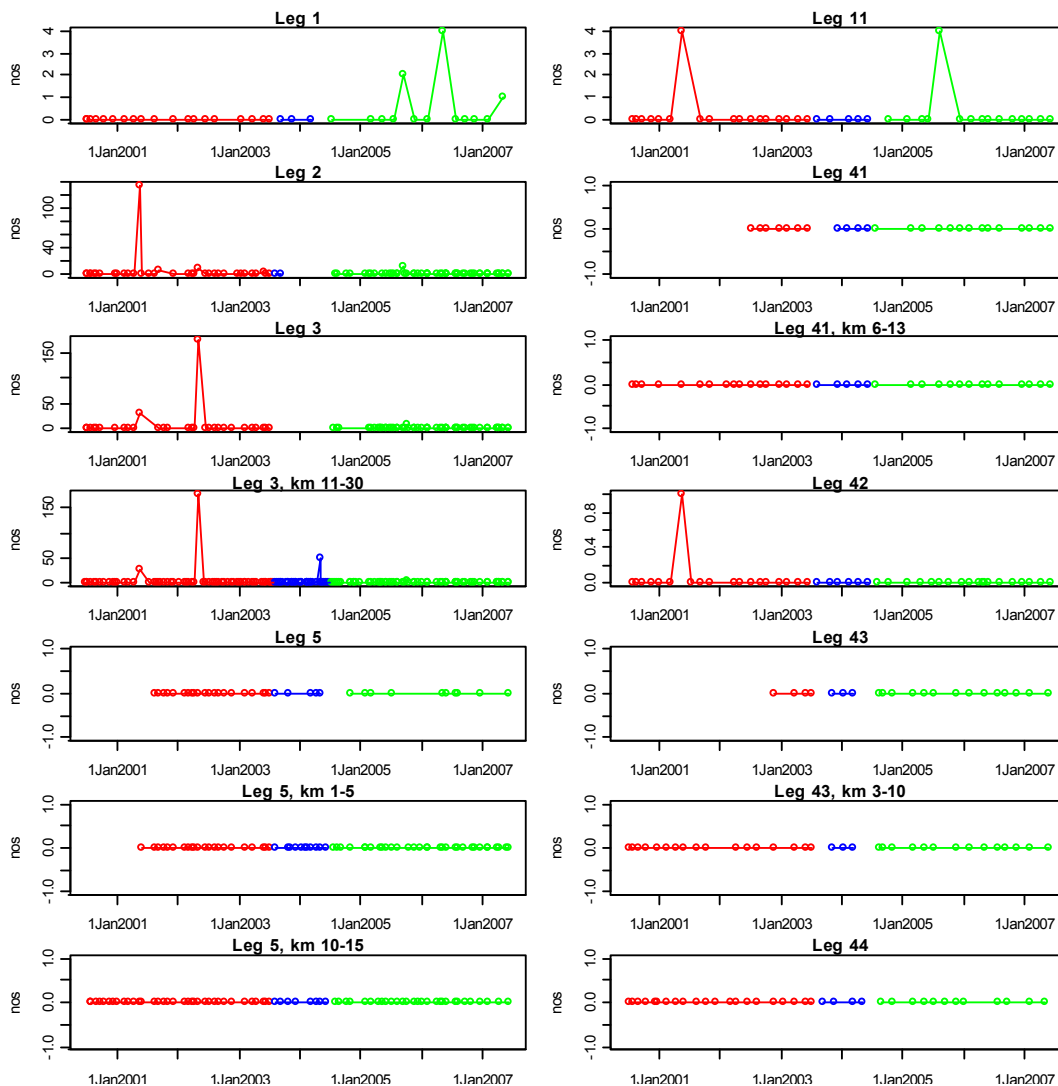 Leg 1
nos
0 1 2 3 4
1Jan2001 1Jan2003 1Jan2005 1Jan2007
Leg 11
nos
0 1 2 3 4
1Jan2001 1Jan2003 1Jan2005 1Jan2007
Leg 2
nos
0 40 100
1Jan2001 1Jan2003 1Jan2005 1Jan2007
Leg 41
nos
-1.0 0.0 1.0
1Jan2001 1Jan2003 1Jan2005 1Jan2007
Leg 3
nos
0 50 150
1Jan2001 1Jan2003 1Jan2005 1Jan2007
Leg 41, km 6-13
nos
-1.0 0.0 1.0
1Jan2001 1Jan2003 1Jan2005 1Jan2007
Leg 3, km 11-30
nos
0 50 150
1Jan2001 1Jan2003 1Jan2005 1Jan2007
Leg 42
nos
0.0 0.4 0.8
1Jan2001 1Jan2003 1Jan2005 1Jan2007
Leg 5
nos
-1.0 0.0 1.0
1Jan2001 1Jan2003 1Jan2005 1Jan2007
Leg 43
nos
-1.0 0.0 1.0
1Jan2001 1Jan2003 1Jan2005 1Jan2007
Leg 5, km 1-5
nos
-1.0 0.0 1.0
1Jan2001 1Jan2003 1Jan2005 1Jan2007
Leg 43, km 3-10
nos
-1.0 0.0 1.0
1Jan2001 1Jan2003 1Jan2005 1Jan2007
Leg 5, km 10-15
nos
-1.0 0.0 1.0
1Jan2001 1Jan2003 1Jan2005 1Jan2007
Leg 44
nos
-1.0 0.0 1.0
1Jan2001 1Jan2003 1Jan2005 1Jan2007